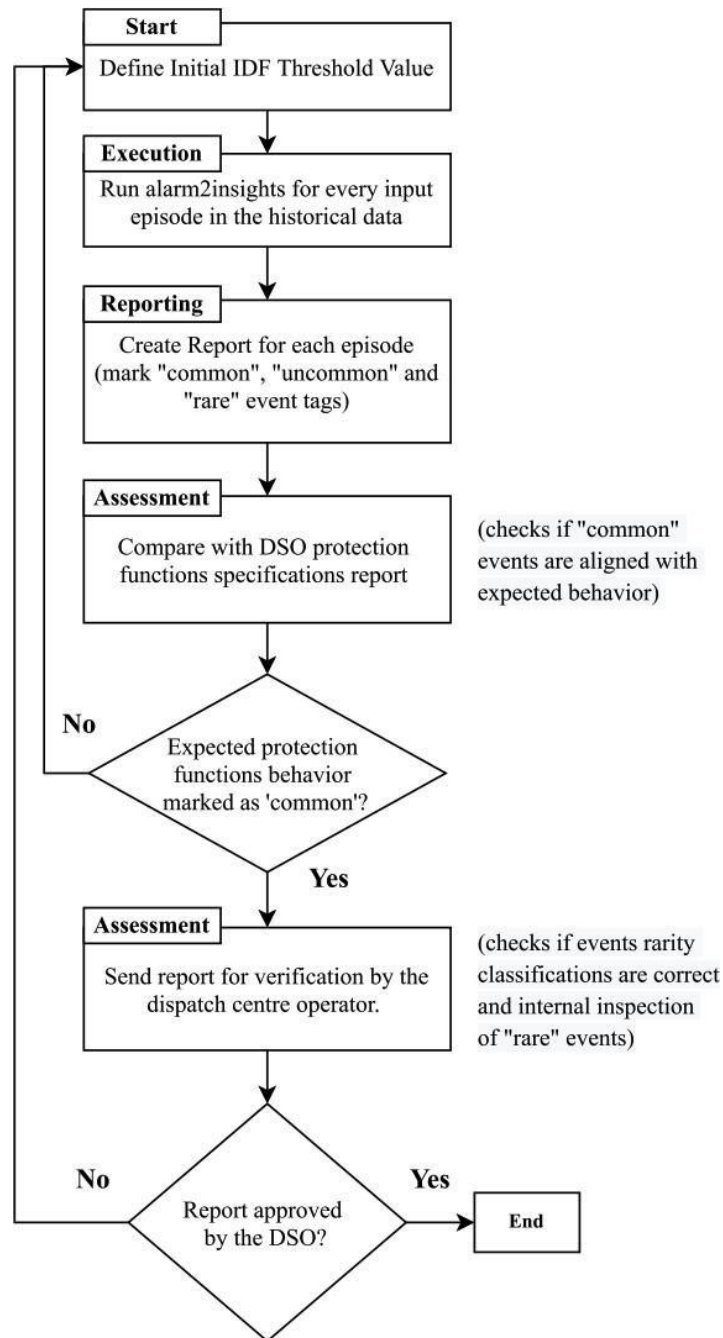 Start
Define Initial IDF Threshold Value
Execution
Run alarm2insights for every input
episode in the historical data
Reporting
Create Report for each episode
(mark "common", "uncommon" and
"rare" event tags)
Assessment
Compare with DSO protection
functions specifications report
(checks if "common"
events are aligned with
expected behavior)
No
Expected protection
functions behavior
marked as 'common'?
Yes
Assessment
Send report for verification by the
dispatch centre operator.
(checks if events rarity
classifications are correct
and internal inspection
of "rare" events)
No
Yes
Report approved
by the DSO?
End